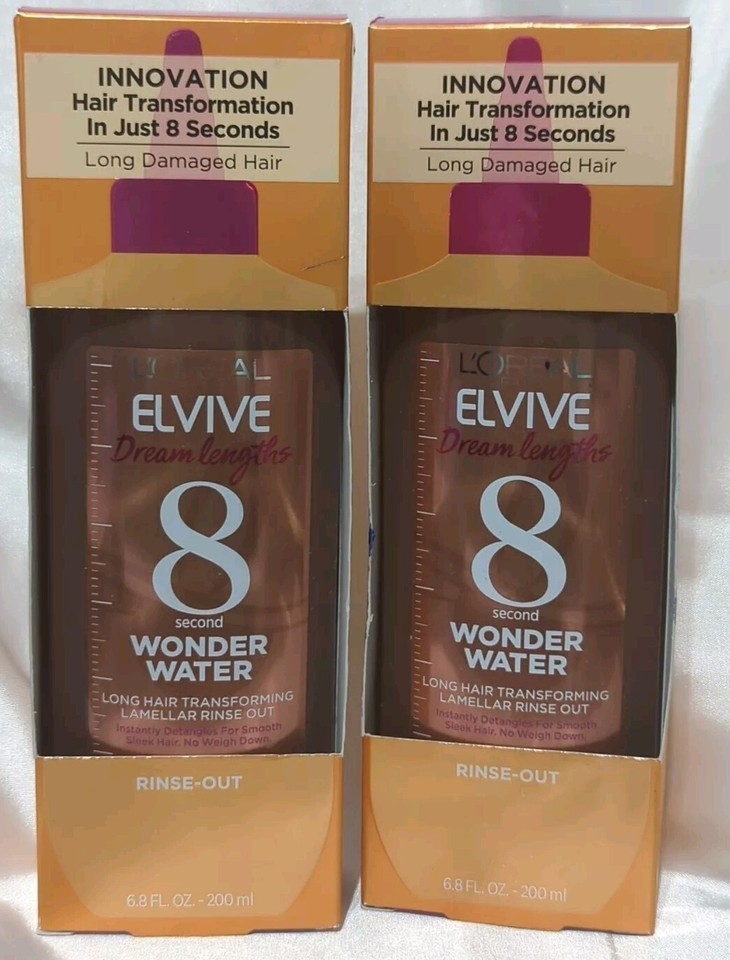 INNOVATION
Hair Transformation
In Just 8 Seconds
Long Damaged Hair
L'ORÉAL
ELVIVE
Dream lengths
8
second
WONDER
WATER
LONG HAIR TRANSFORMING
LAMELLAR RINSE OUT
Instantly Detangles For Smooth
Sleek Hair. No Weigh Down.
RINSE-OUT
6.8 FL. OZ. - 200 ml
INNOVATION
Hair Transformation
In Just 8 Seconds
Long Damaged Hair
L'ORÉAL
ELVIVE
Dream lengths
8
second
WONDER
WATER
LONG HAIR TRANSFORMING
LAMELLAR RINSE OUT
Instantly Detangles For Smooth
Sleek Hair. No Weigh Down.
RINSE-OUT
6.8 FL. OZ. - 200 ml